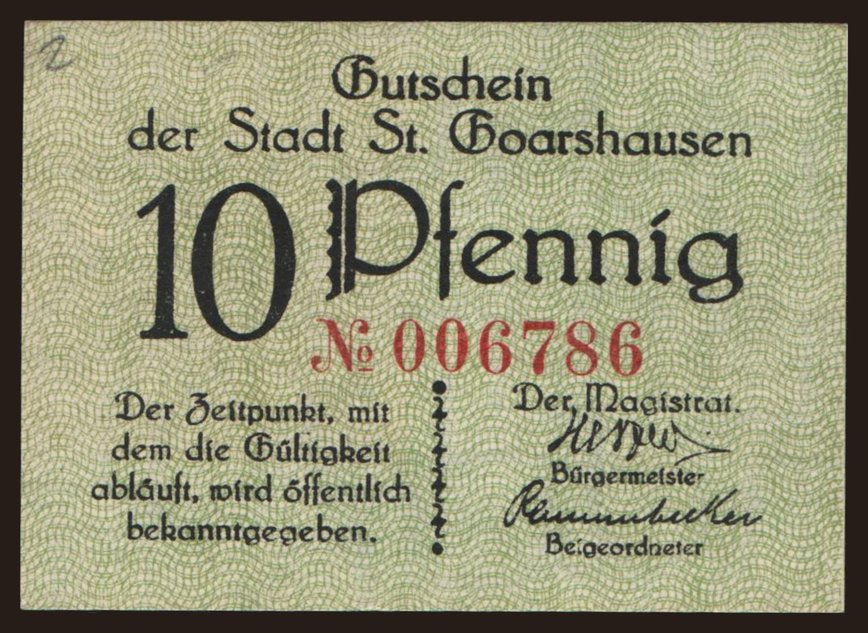 2
Gutschein
der Stadt St. Goarshausen
10 Pfennig
№ 006786
Der Zeitpunkt, mit
dem die Gültigkeit
abläuft, wird öffentlich
bekanntgegeben.
Der Magistrat.
Bürgermeister
Beigeordneter